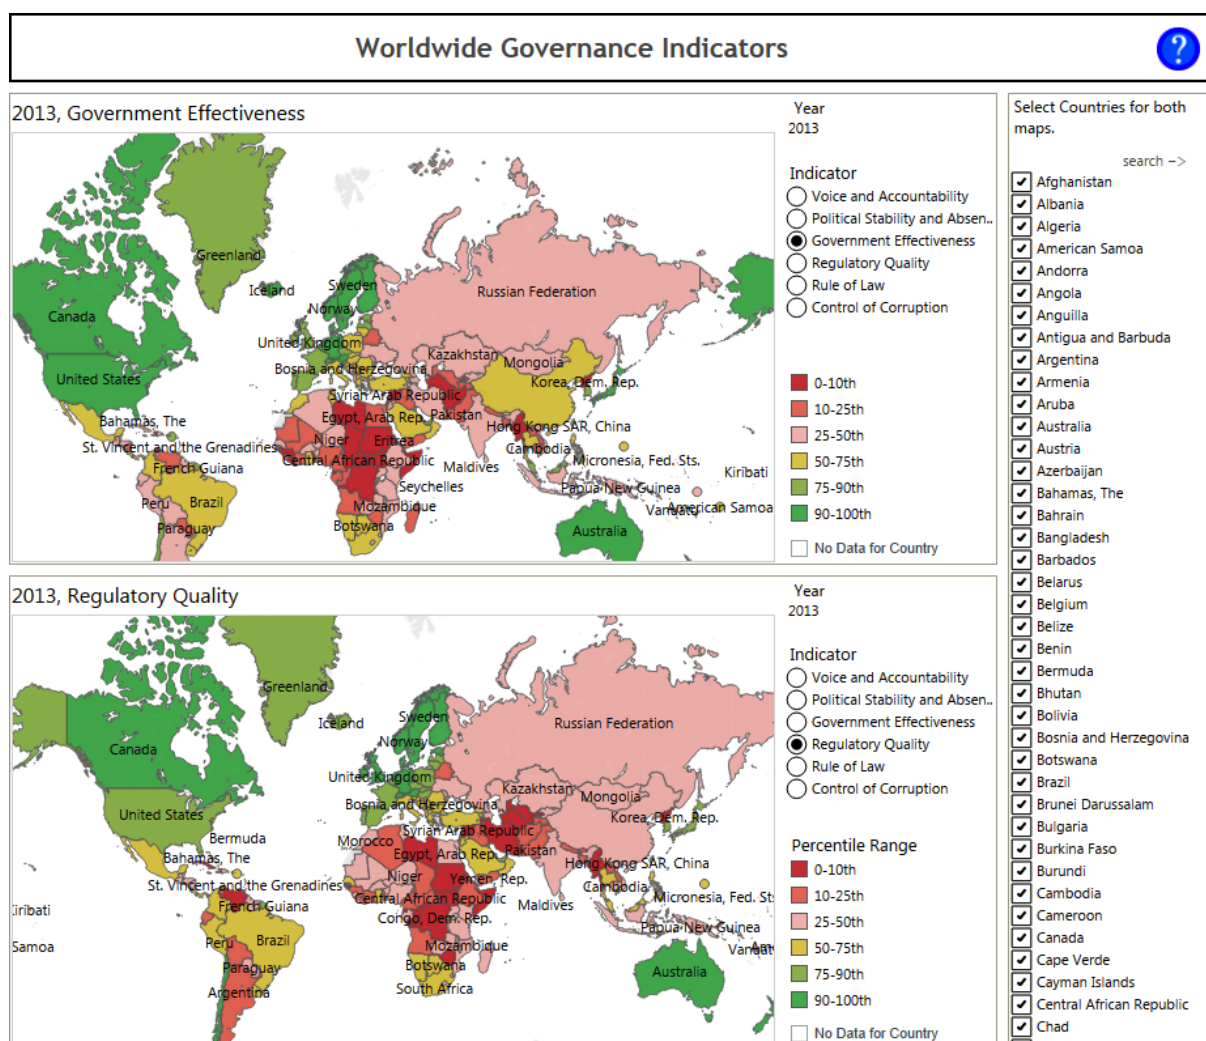 Worldwide Governance Indicators
?
2013, Government Effectiveness
Greenland
Iceland
Sweden
Norway
Russian Federation
Canada
United Kingdom
United States
Kazakhstan
Mongolia
Bosnia and Herzegovina
Korea, Dem. Rep.
Syrian Arab Republic
Bahamas, The
Egypt, Arab Rep.
Pakistan
Hong Kong SAR, China
St. Vincent and the Grenadines
Niger
Eritrea
Cambodia
French Guiana
Central African Republic
Maldives
Micronesia, Fed. Sts.
Kiribati
Seychelles
Papua New Guinea
Peru
Brazil
Mozambique
Vanuatu
American Samoa
Paraguay
Botswana
Australia
Year
2013
Indicator
Voice and Accountability
Political Stability and Absen..
Government Effectiveness
Regulatory Quality
Rule of Law
Control of Corruption
0-10th
10-25th
25-50th
50-75th
75-90th
90-100th
No Data for Country
2013, Regulatory Quality
Greenland
Iceland
Sweden
Norway
Russian Federation
Canada
United Kingdom
Kazakhstan
Mongolia
United States
Bosnia and Herzegovina
Korea, Dem. Rep.
Bermuda
Syrian Arab Republic
Morocco
Bahamas, The
Egypt, Arab Rep.
Pakistan
Hong Kong SAR, China
St. Vincent and the Grenadines
Niger
Yemen, Rep.
Cambodia
Central African Republic
Micronesia, Fed. St
French Guiana
Maldives
Kiribati
Congo, Dem. Rep.
Papua New Guinea
Samoa
Peru
Brazil
Mozambique
Paraguay
Botswana
Australia
Argentina
South Africa
Year
2013
Indicator
Voice and Accountability
Political Stability and Absen..
Government Effectiveness
Regulatory Quality
Rule of Law
Control of Corruption
Percentile Range
0-10th
10-25th
25-50th
50-75th
75-90th
90-100th
No Data for Country
Select Countries for both
maps.
search -->
Afghanistan
Albania
Algeria
American Samoa
Andorra
Angola
Anguilla
Antigua and Barbuda
Argentina
Armenia
Aruba
Australia
Austria
Azerbaijan
Bahamas, The
Bahrain
Bangladesh
Barbados
Belarus
Belgium
Belize
Benin
Bermuda
Bhutan
Bolivia
Bosnia and Herzegovina
Botswana
Brazil
Brunei Darussalam
Bulgaria
Burkina Faso
Burundi
Cambodia
Cameroon
Canada
Cape Verde
Cayman Islands
Central African Republic
Chad